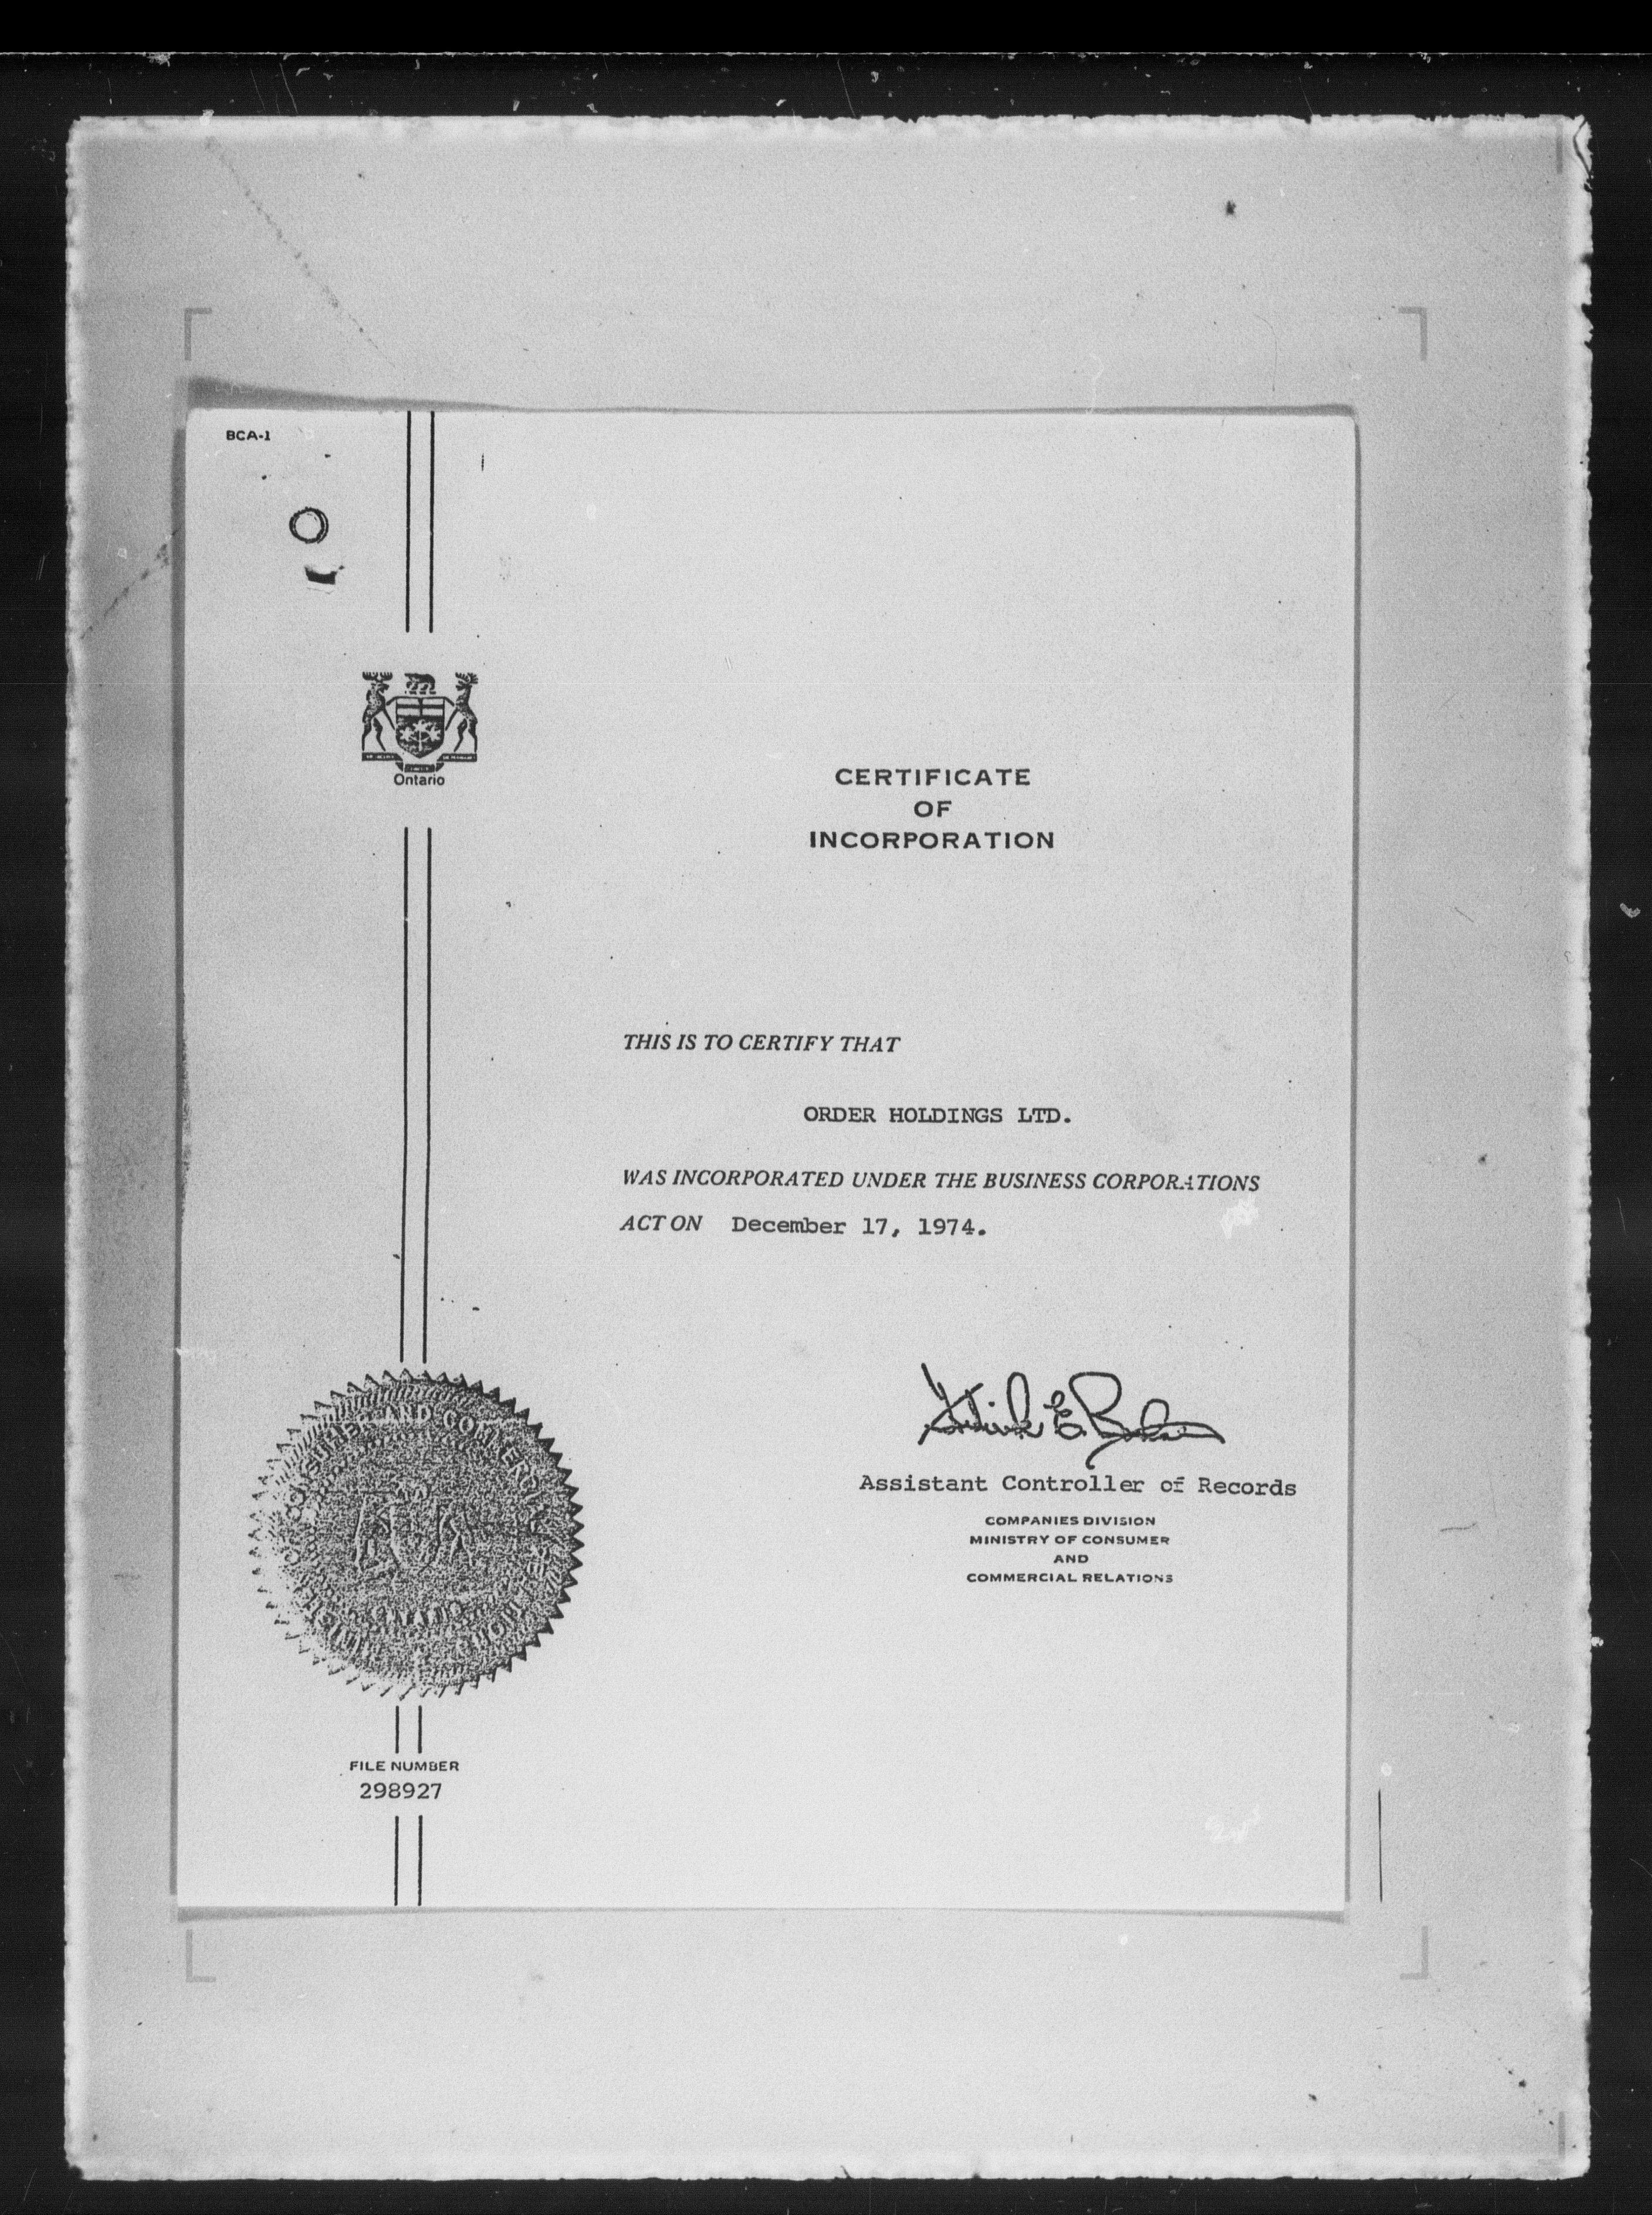 BCA-1
Ontario
CERTIFICATE
OF
INCORPORATION
THIS IS TO CERTIFY THAT
ORDER HOLDINGS LTD.
WAS INCORPORATED UNDER THE BUSINESS CORPORATIONS
ACT ON December 17, 1974.
Assistant Controller of Records
COMPANIES DIVISION
MINISTRY OF CONSUMER
AND
COMMERCIAL RELATIONS
ONTARIO
FILE NUMBER
298927